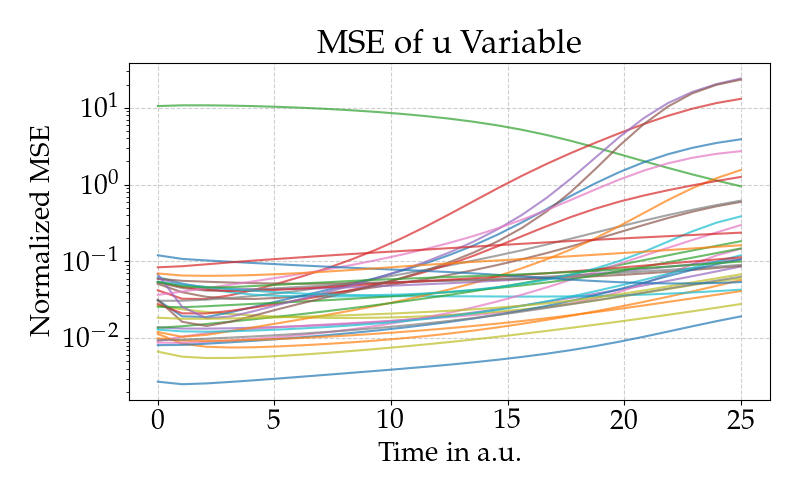 MSE of u Variable
Normalized MSE
10¹
10⁰
10⁻¹
10⁻²
0 5 10 15 20 25
Time in a.u.